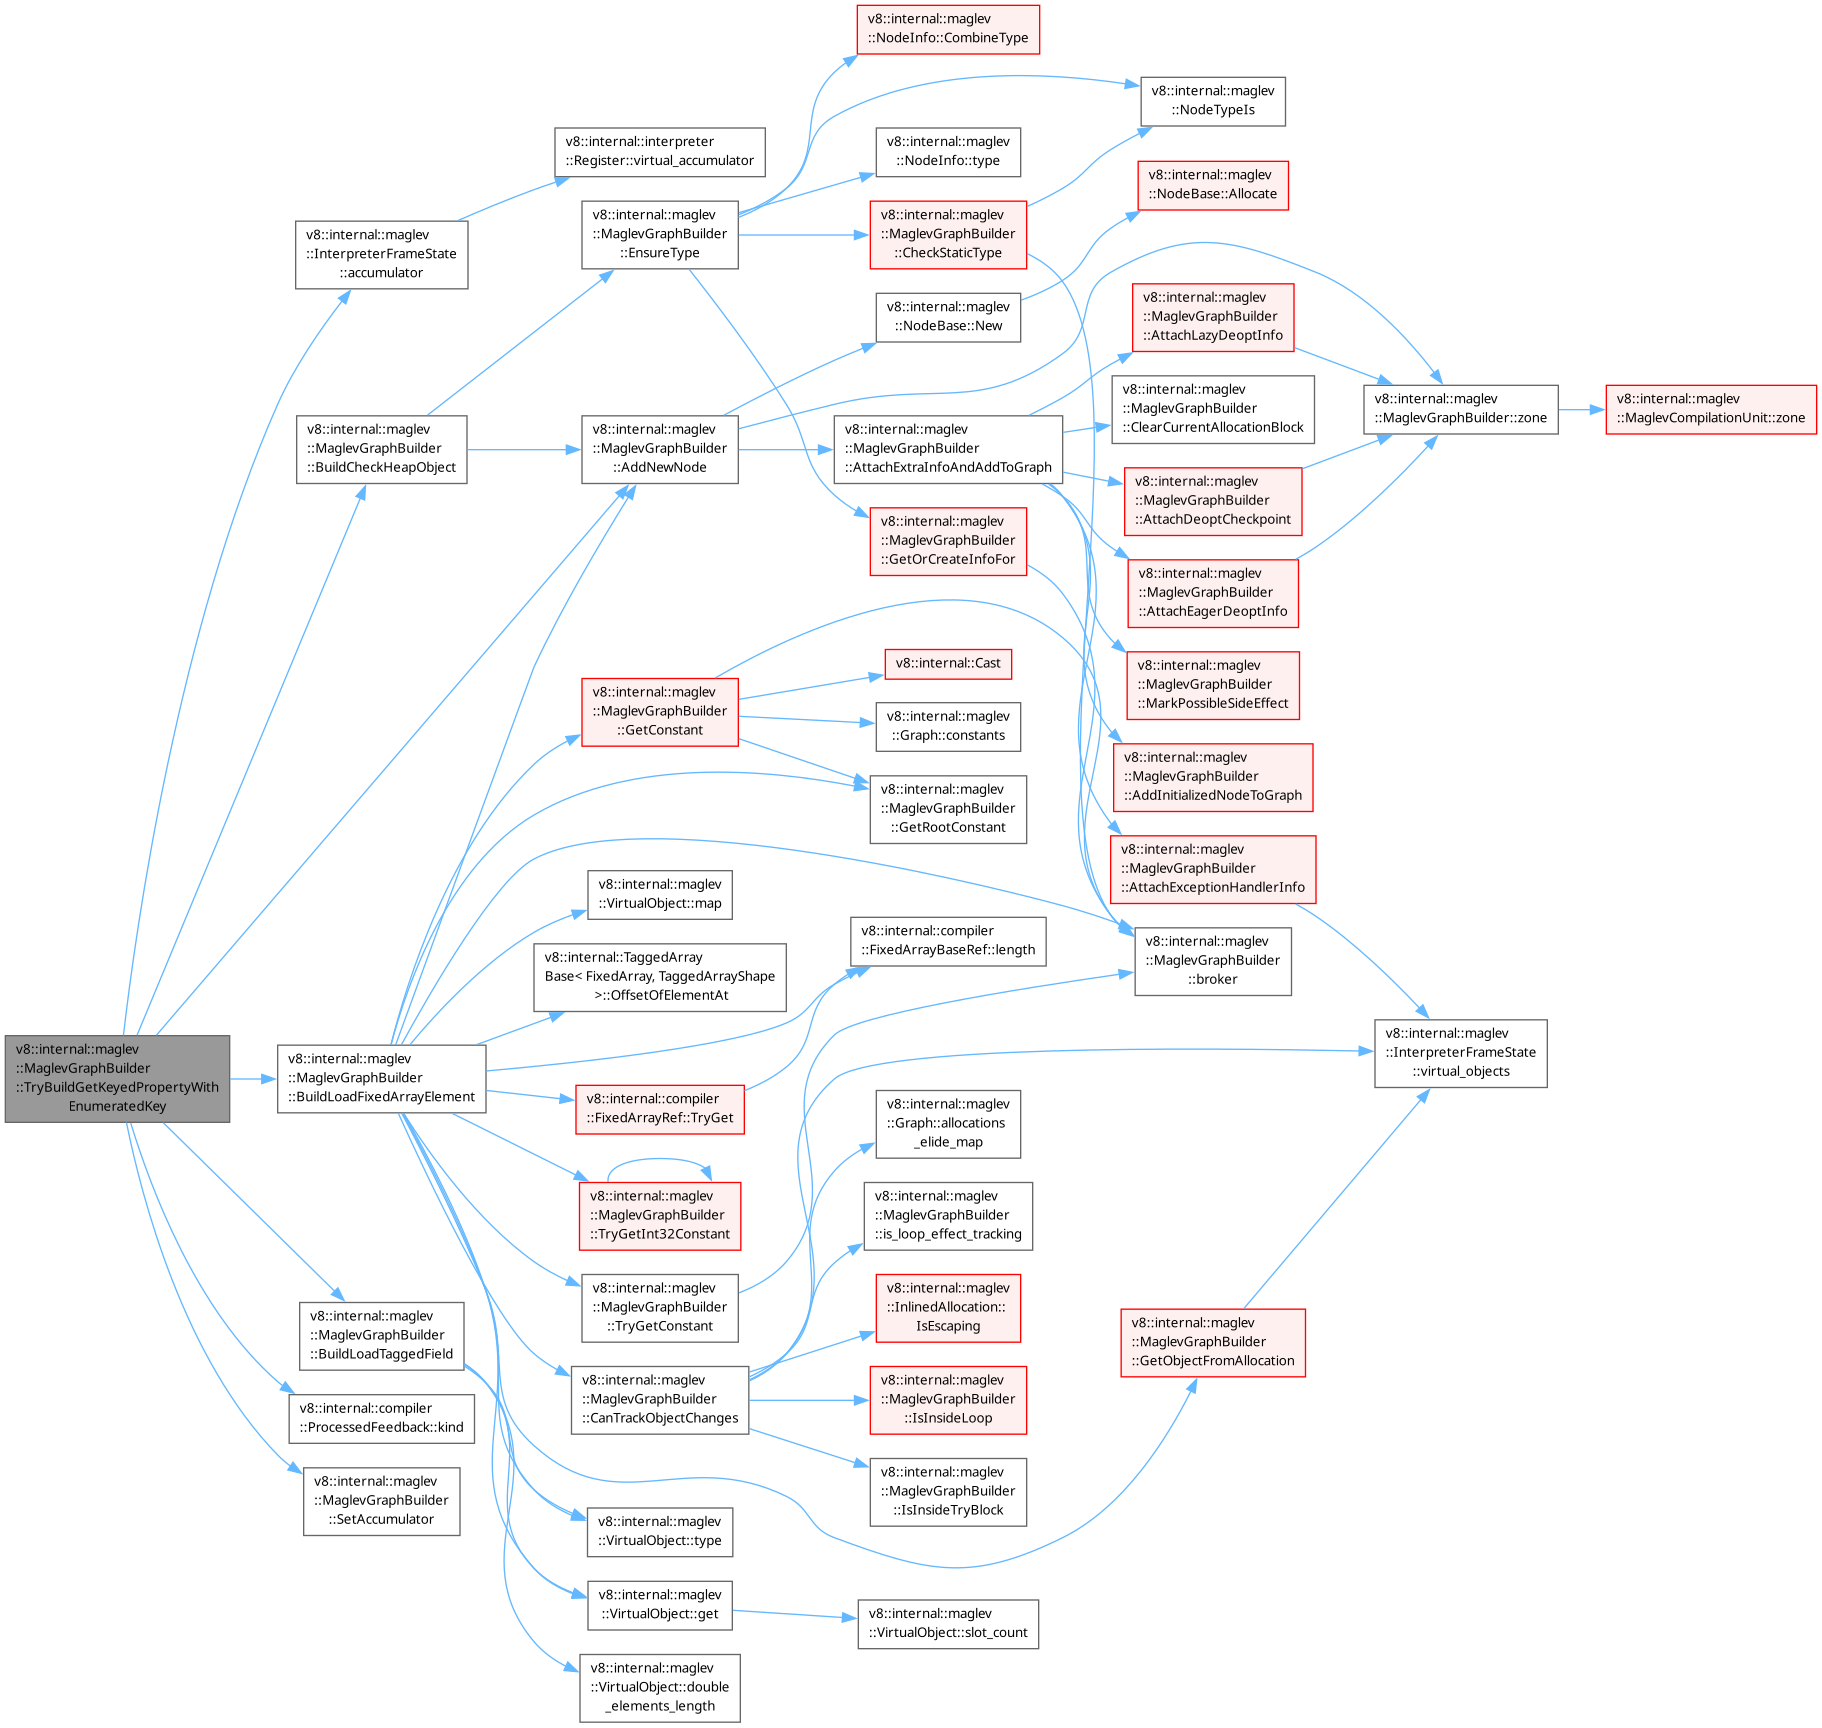 v8::internal::maglev
::MaglevGraphBuilder
::TryBuildGetKeyedPropertyWith
EnumeratedKey
v8::internal::maglev
::InterpreterFrameState
::accumulator
v8::internal::interpreter
::Register::virtual_accumulator
v8::internal::maglev
::MaglevGraphBuilder
::BuildCheckHeapObject
v8::internal::maglev
::MaglevGraphBuilder
::EnsureType
v8::internal::maglev
::NodeInfo::CombineType
v8::internal::maglev
::NodeTypeIs
v8::internal::maglev
::NodeInfo::type
v8::internal::maglev
::MaglevGraphBuilder
::CheckStaticType
v8::internal::maglev
::NodeBase::Allocate
v8::internal::maglev
::NodeBase::New
v8::internal::maglev
::MaglevGraphBuilder
::AttachLazyDeoptInfo
v8::internal::maglev
::MaglevGraphBuilder
::ClearCurrentAllocationBlock
v8::internal::maglev
::MaglevGraphBuilder::zone
v8::internal::maglev
::MaglevCompilationUnit::zone
v8::internal::maglev
::MaglevGraphBuilder
::AddNewNode
v8::internal::maglev
::MaglevGraphBuilder
::AttachExtraInfoAndAddToGraph
v8::internal::maglev
::MaglevGraphBuilder
::AttachDeoptCheckpoint
v8::internal::maglev
::MaglevGraphBuilder
::GetOrCreateInfoFor
v8::internal::maglev
::MaglevGraphBuilder
::AttachEagerDeoptInfo
v8::internal::maglev
::MaglevGraphBuilder
::MarkPossibleSideEffect
v8::internal::maglev
::MaglevGraphBuilder
::GetConstant
v8::internal::Cast
v8::internal::maglev
::Graph::constants
v8::internal::maglev
::MaglevGraphBuilder
::AddInitializedNodeToGraph
v8::internal::maglev
::MaglevGraphBuilder
::GetRootConstant
v8::internal::maglev
::MaglevGraphBuilder
::AttachExceptionHandlerInfo
v8::internal::maglev
::VirtualObject::map
v8::internal::compiler
::FixedArrayBaseRef::length
v8::internal::maglev
::MaglevGraphBuilder
::broker
v8::internal::TaggedArray
Base< FixedArray, TaggedArrayShape
>::OffsetOfElementAt
v8::internal::maglev
::InterpreterFrameState
::virtual_objects
v8::internal::maglev
::MaglevGraphBuilder
::BuildLoadFixedArrayElement
v8::internal::compiler
::FixedArrayRef::TryGet
v8::internal::maglev
::Graph::allocations
_elide_map
v8::internal::maglev
::MaglevGraphBuilder
::TryGetInt32Constant
v8::internal::maglev
::MaglevGraphBuilder
::is_loop_effect_tracking
v8::internal::maglev
::MaglevGraphBuilder
::TryGetConstant
v8::internal::maglev
::InlinedAllocation::
IsEscaping
v8::internal::maglev
::MaglevGraphBuilder
::GetObjectFromAllocation
v8::internal::maglev
::MaglevGraphBuilder
::BuildLoadTaggedField
v8::internal::maglev
::MaglevGraphBuilder
::CanTrackObjectChanges
v8::internal::maglev
::MaglevGraphBuilder
::IsInsideLoop
v8::internal::compiler
::ProcessedFeedback::kind
v8::internal::maglev
::MaglevGraphBuilder
::IsInsideTryBlock
v8::internal::maglev
::MaglevGraphBuilder
::SetAccumulator
v8::internal::maglev
::VirtualObject::type
v8::internal::maglev
::VirtualObject::get
v8::internal::maglev
::VirtualObject::slot_count
v8::internal::maglev
::VirtualObject::double
_elements_length